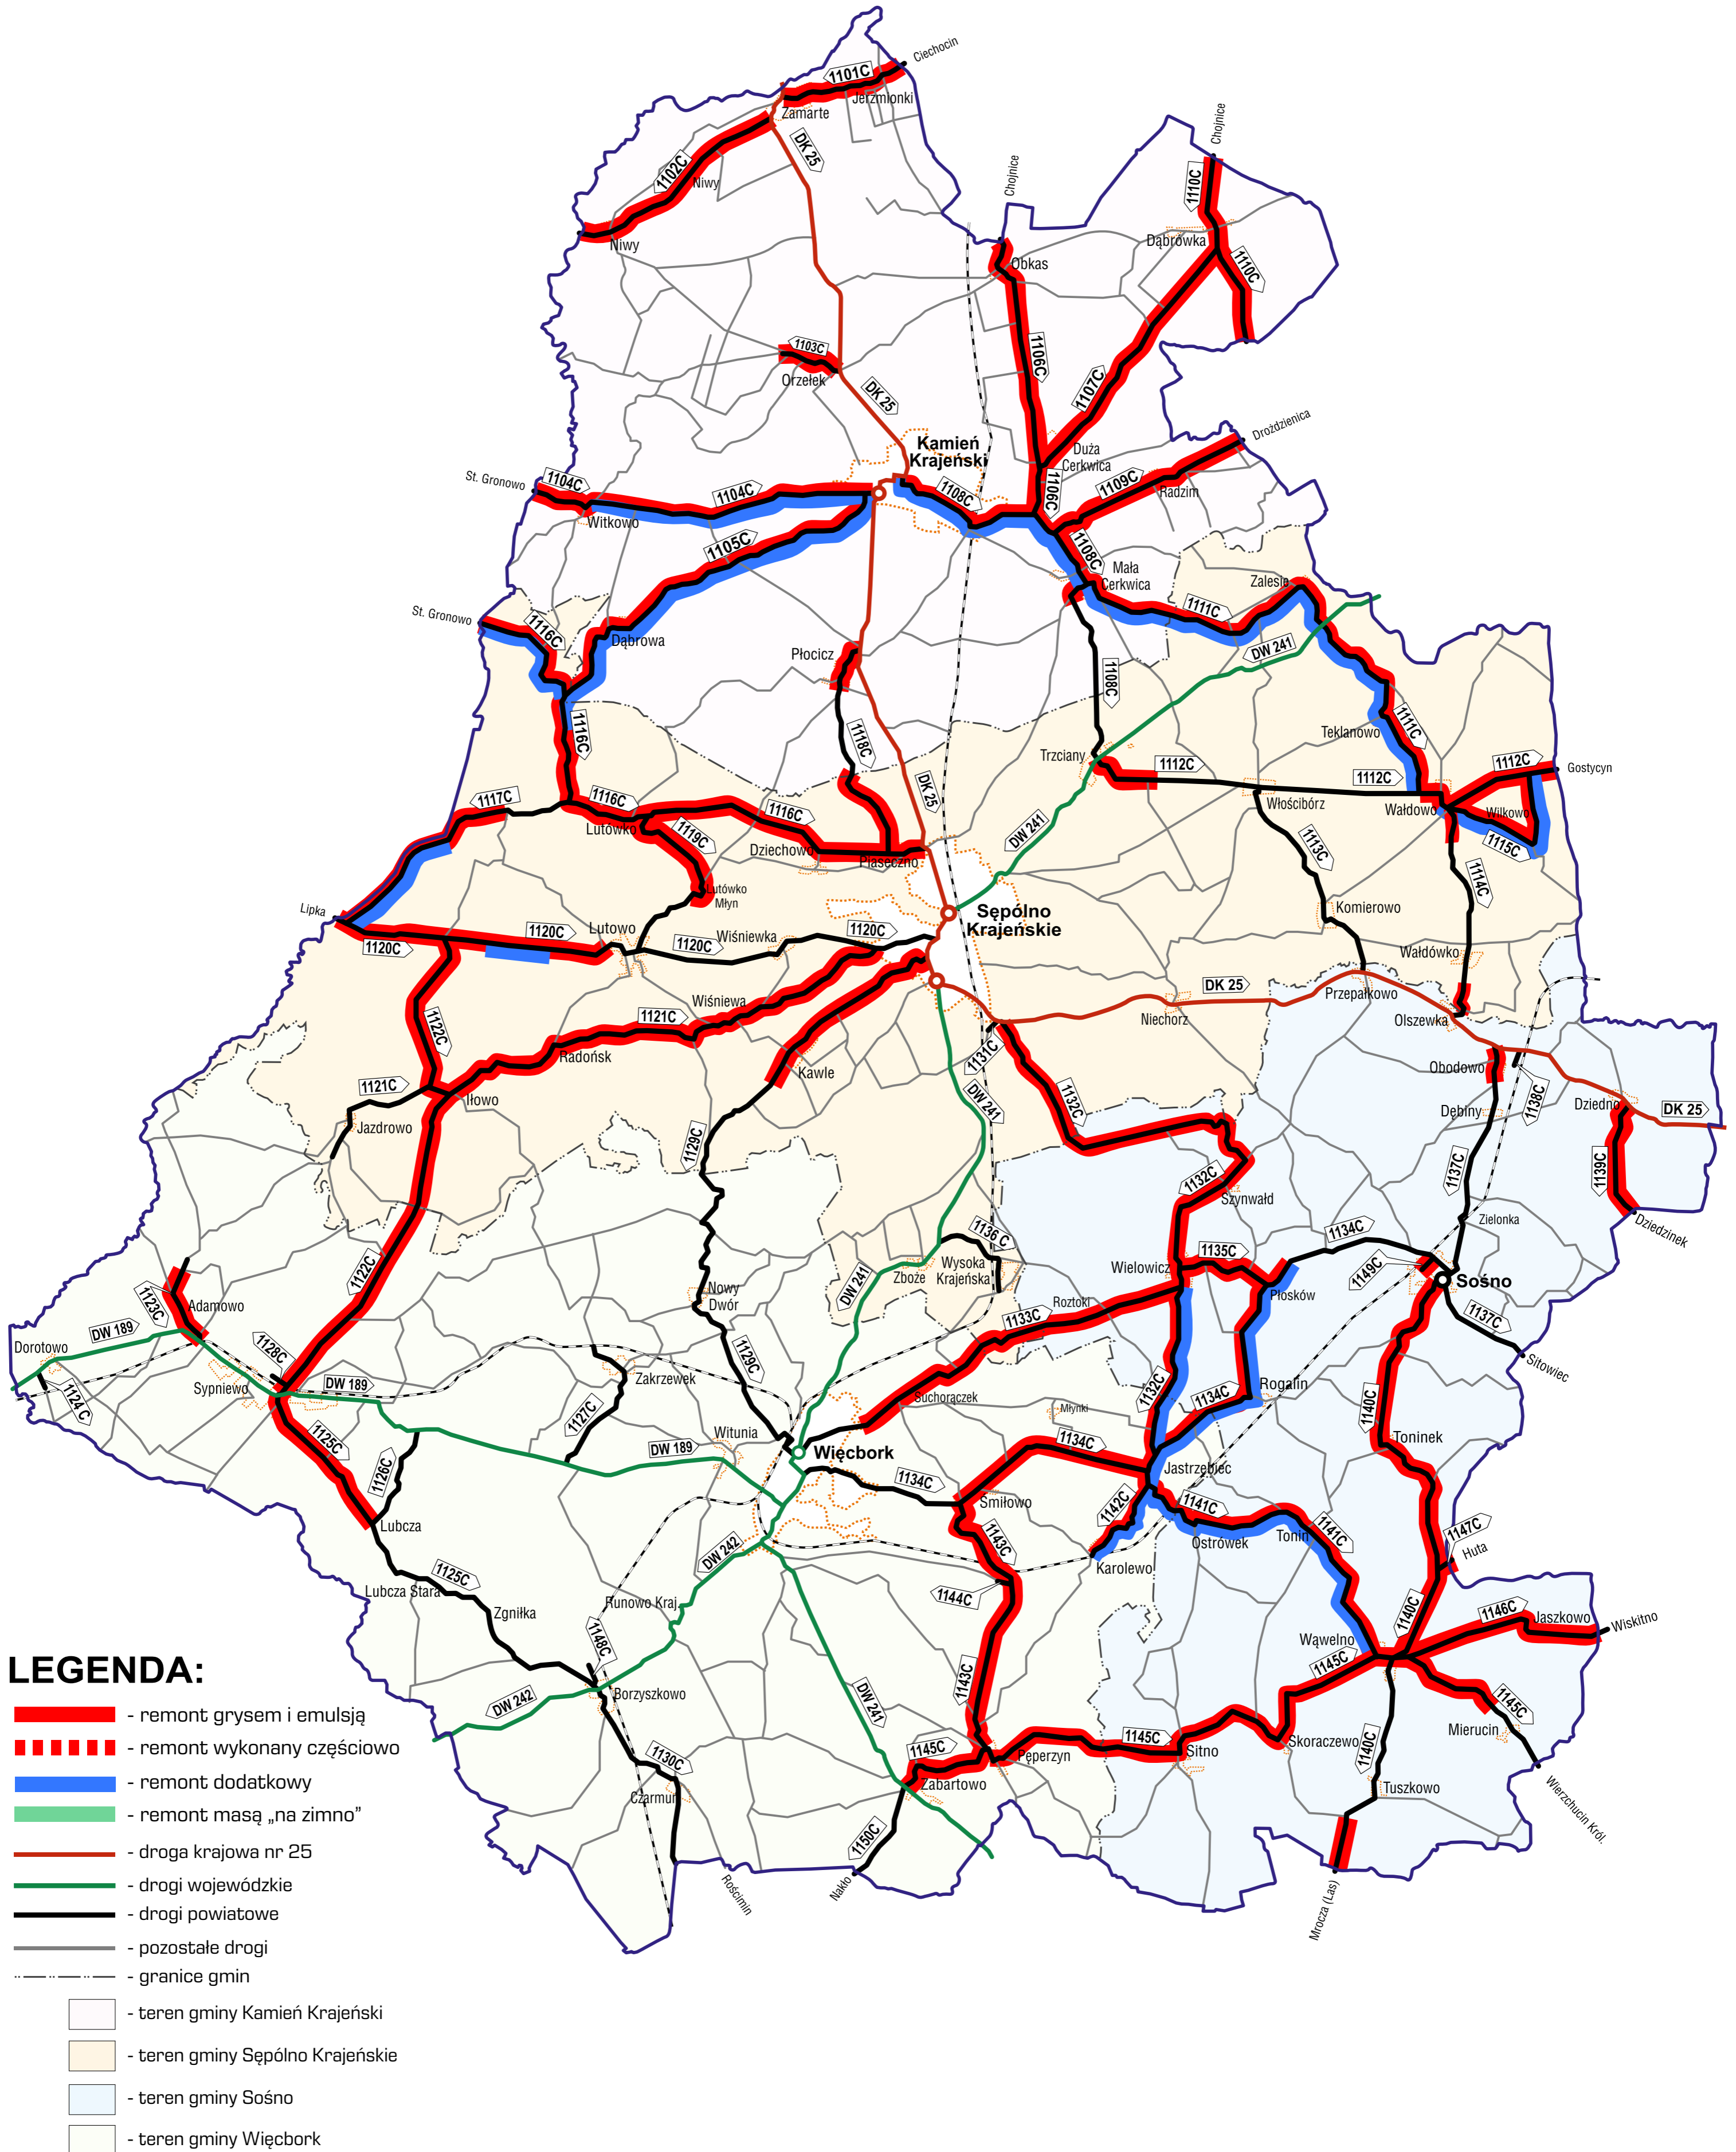 Ciechocin
1101C
Jerzmionki
Zamarte
DK 25
1102C
Niwy
Niwy
Chojnice
Chojnice
1110C
Dąbrówka
1110C
Obkas
1106C
1107C
1103C
Orzełek
DK 25
Kamień
Krajeński
Duża
Cerkwica
Drożdzienica
St. Gronowo
1104C
1104C
Witkowo
1108C
1106C
1109C
Radzim
1105C
1108C
Mała
Cerkwica
Zalesie
1111C
St. Gronowo
1116C
Dąbrowa
Płocicz
DW 241
1108C
1116C
1118C
Teklanowo
1111C
Trzciany
1112C
1112C
1112C
Gostycyn
DK 25
Włościbórz
Wałdowo
Wilkowo
1115C
1117C
1116C
Lutówko
1116C
1119C
Dziechowo
Piaseczno
DW 241
1113C
1114C
Lutówko
Młyn
Lipka
Sępólno
Krajeńskie
Komierowo
1120C
1120C
Lutowo
1120C
Wiśniewka
1120C
Wałdówko
Wiśniewa
1121C
DK 25
Niechorz
Przepałkowo
Olszewka
1122C
Radońsk
Kawle
1131C
1132C
Obodowo
1138C
Dziedno
DK 25
1121C
Iłowo
Jazdrowo
DW 241
Dębiny
1129C
1137C
1139C
1132C
Szynwałd
Zielonka
Dziedzinek
1136 C
Wysoka
Krajeńska
Zboże
1134C
1135C
Wielowicz
1149C
Sośno
Płosków
1122C
1123C
Adamowo
Nowy
Dwór
DW 241
Roztoki
1133C
1137C
Sitowiec
DW 189
Dorotowo
1124 C
1128C
Sypniewo
DW 189
1129C
Zakrzewek
1127C
Suchorączek
Młynki
1132C
1134C
Rogalin
1140C
Toninek
1125C
1126C
Witunia
DW 189
Więcbork
1134C
1134C
Jastrzębiec
Lubcza
Śmiłowo
1142C
1141C
Ostrówek
Tonin
1141C
1147C
Huta
1143C
Karolewo
DW 242
1125C
Lubcza Stara
Zgniłka
Runowo Kraj.
1144C
1148C
1140C
1146C
Jaszkowo
Wiskitno
Wąwelno
1145C
1143C
DW 242
Borzyszkowo
DW 241
1145C
Mierucin
1140C
1130C
Czarmuń
1145C
Pęperzyn
1145C
Sitno
Skoraczewo
Zabartowo
Tuszkowo
Wierzchucin Król.
1150C
Nakło
Rościmin
Mrocza (Las)
LEGENDA:
- remont grysem i emulsją
- remont wykonany częściowo
- remont dodatkowy
- remont masą „na zimno”
- droga krajowa nr 25
- drogi wojewódzkie
- drogi powiatowe
- pozostałe drogi
- granice gmin
- teren gminy Kamień Krajeński
- teren gminy Sępólno Krajeńskie
- teren gminy Sośno
- teren gminy Więcbork